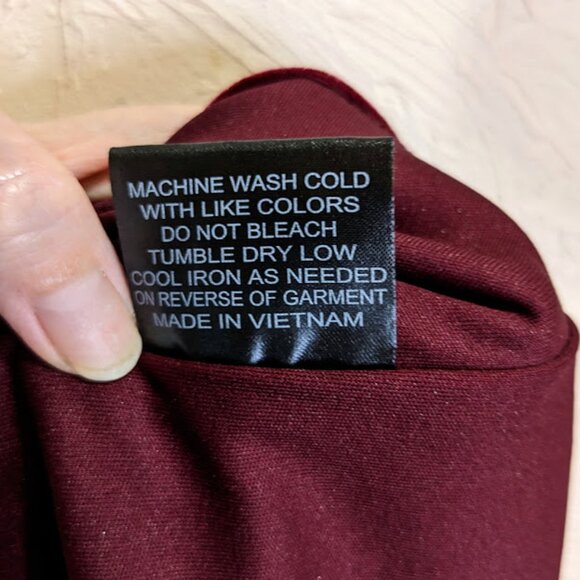 MACHINE WASH COLD
WITH LIKE COLORS
DO NOT BLEACH
TUMBLE DRY LOW
COOL IRON AS NEEDED
ON REVERSE OF GARMENT
MADE IN VIETNAM